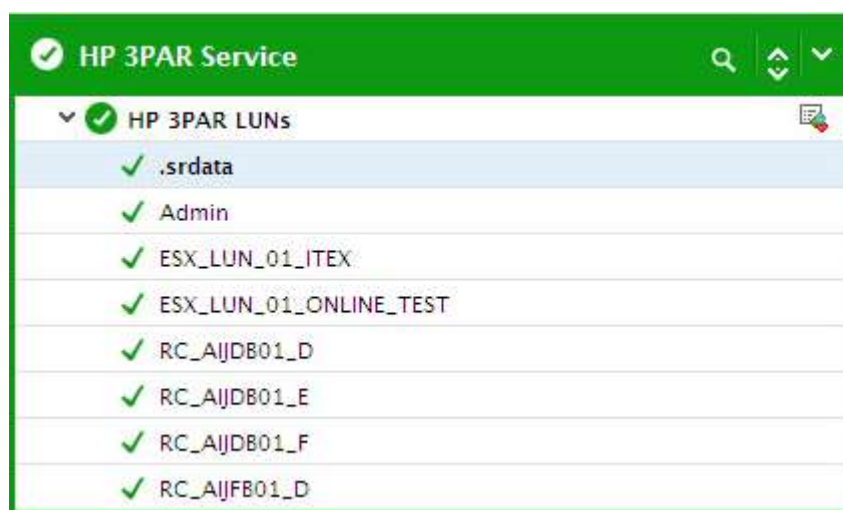 HP 3PAR Service
HP 3PAR LUNs
.srdata
Admin
ESX_LUN_01_ITEX
ESX_LUN_01_ONLINE_TEST
RC_AIJDB01_D
RC_AIJDB01_E
RC_AIJDB01_F
RC_AIJFB01_D